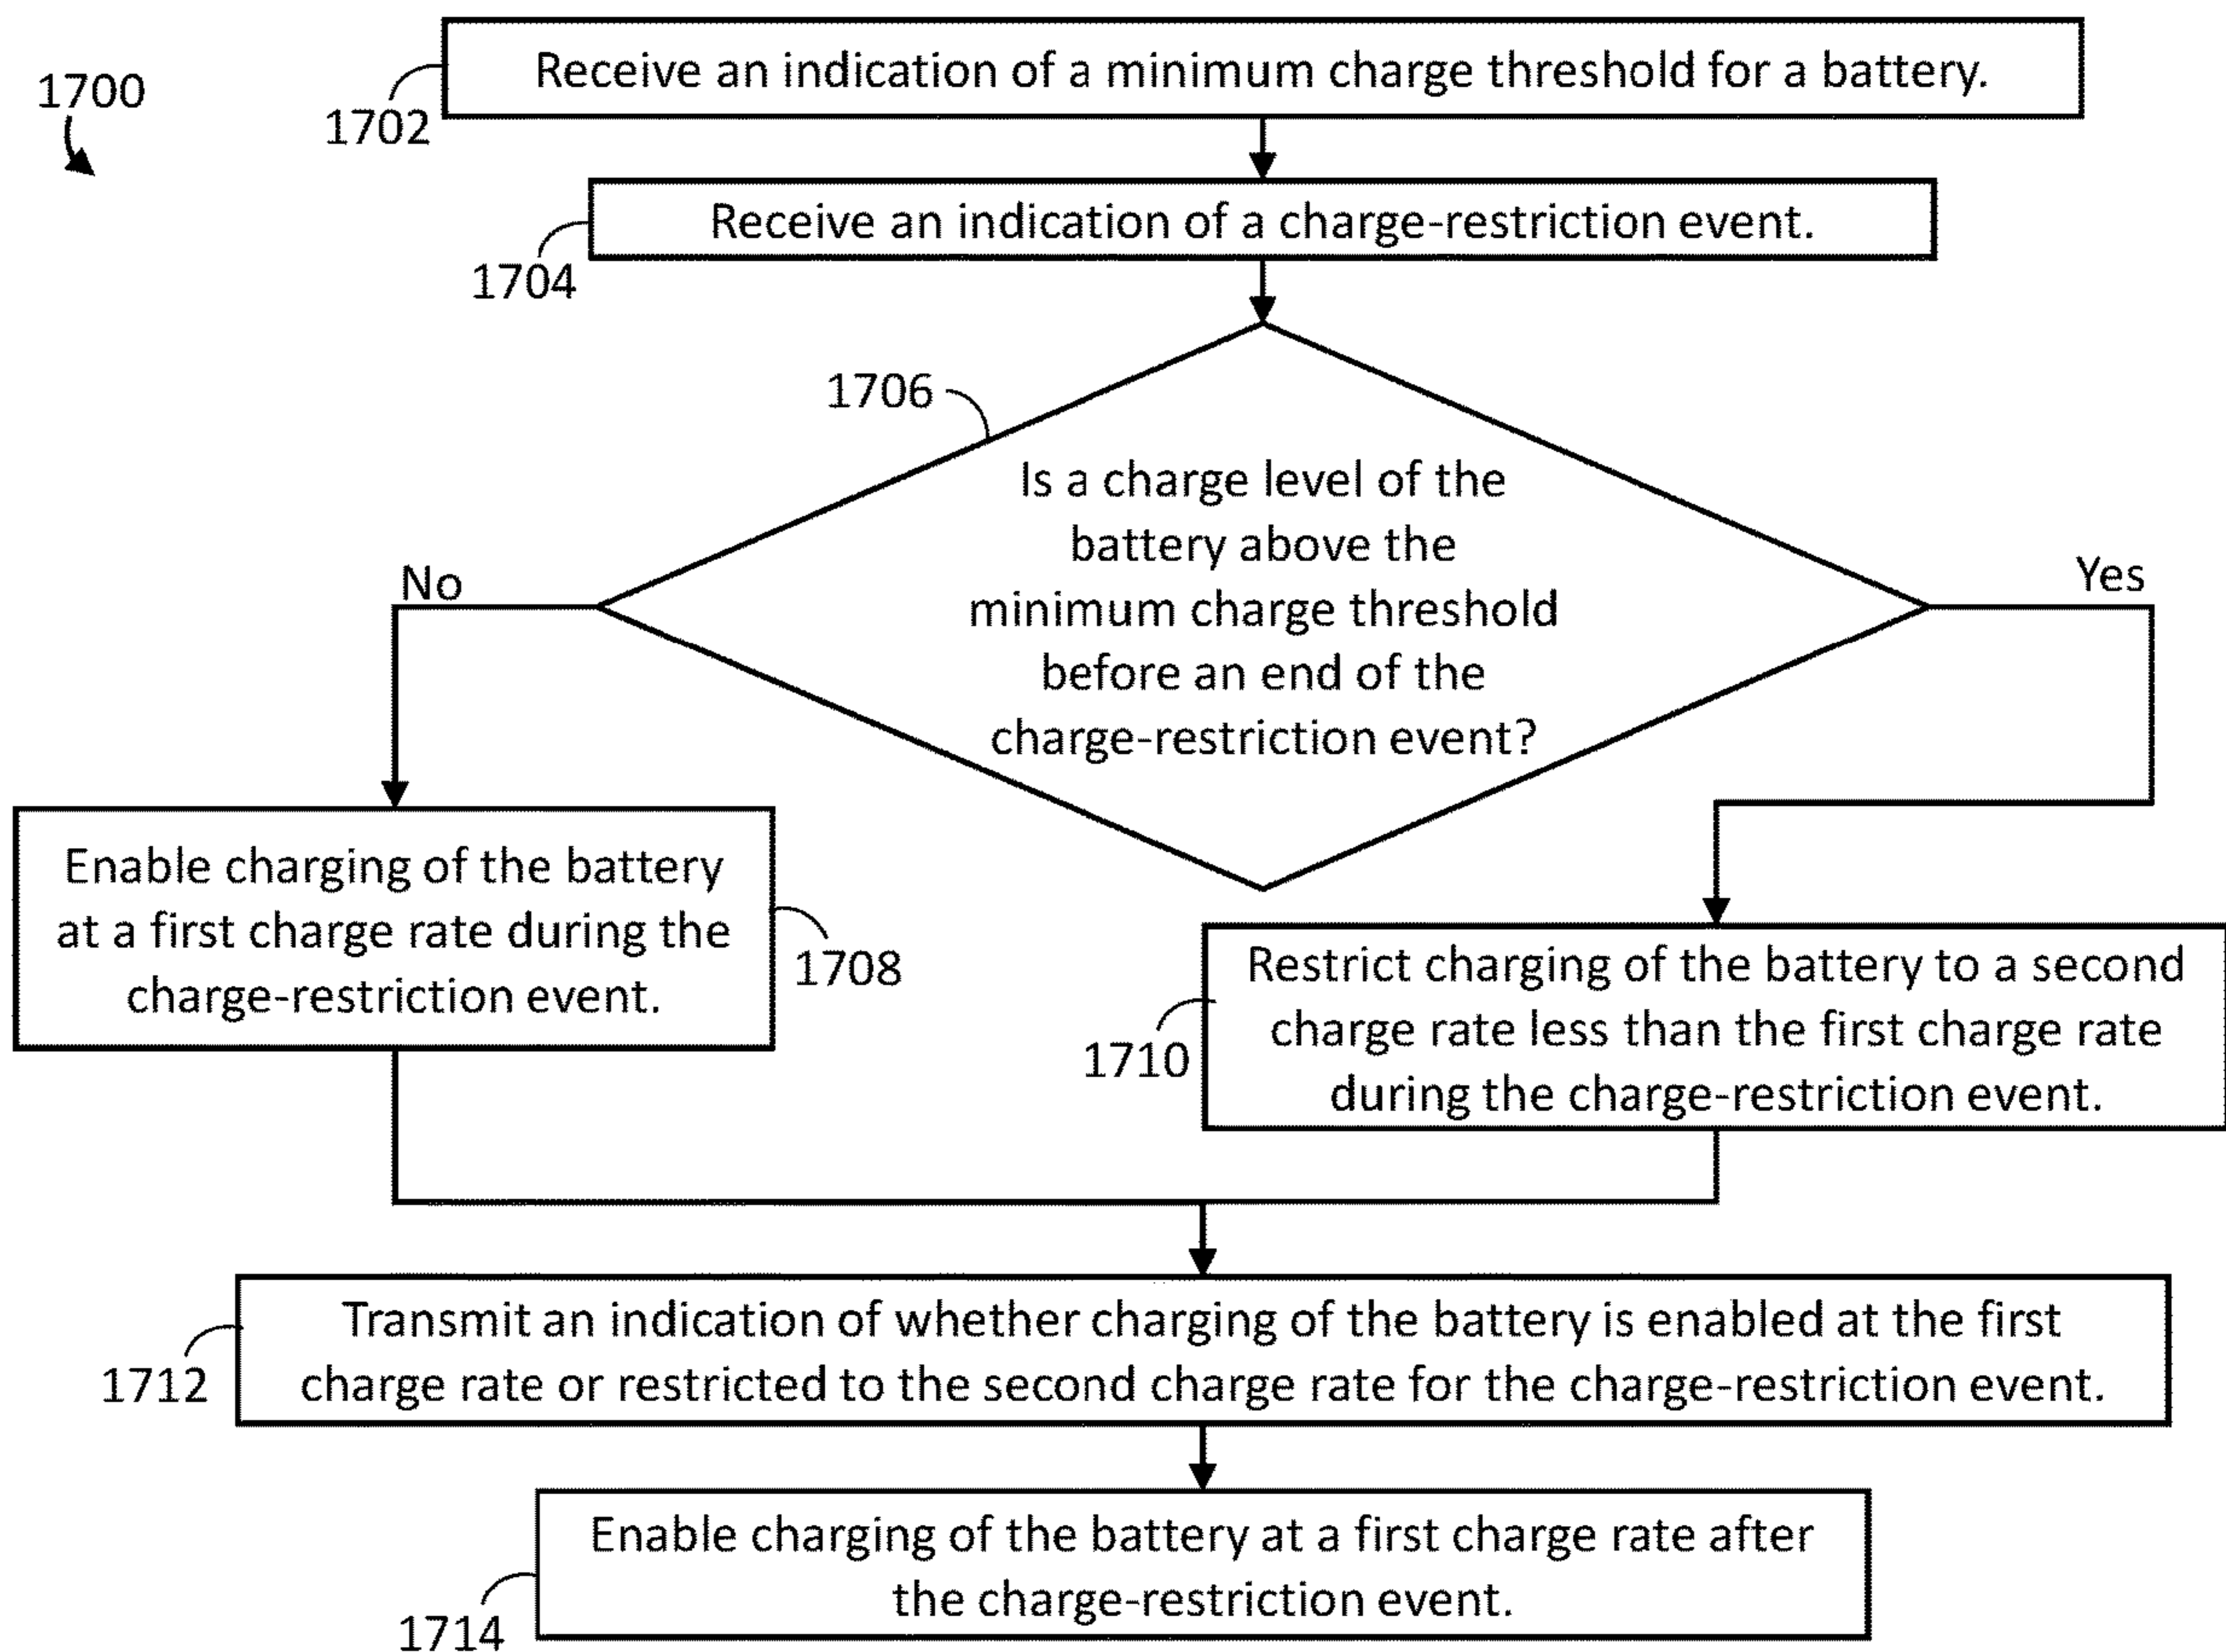 1700
Receive an indication of a minimum charge threshold for a battery.
1702
Receive an indication of a charge-restriction event.
1704
1706
Is a charge level of the
battery above the
minimum charge threshold
before an end of the
charge-restriction event?
No
Yes
Enable charging of the battery
at a first charge rate during the
charge-restriction event.
1708
Restrict charging of the battery to a second
charge rate less than the first charge rate
during the charge-restriction event.
1710
Transmit an indication of whether charging of the battery is enabled at the first
charge rate or restricted to the second charge rate for the charge-restriction event.
1712
Enable charging of the battery at a first charge rate after
the charge-restriction event.
1714